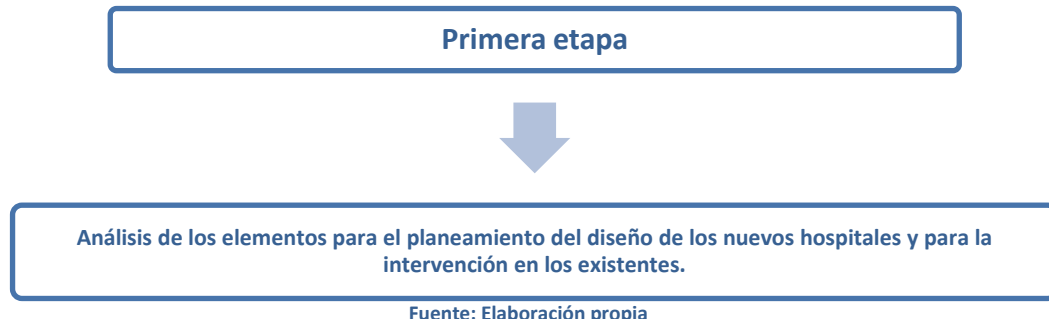 Primera etapa
Análisis de los elementos para el planeamiento del diseño de los nuevos hospitales y para la
intervención en los existentes.
Fuente: Elaboración propia